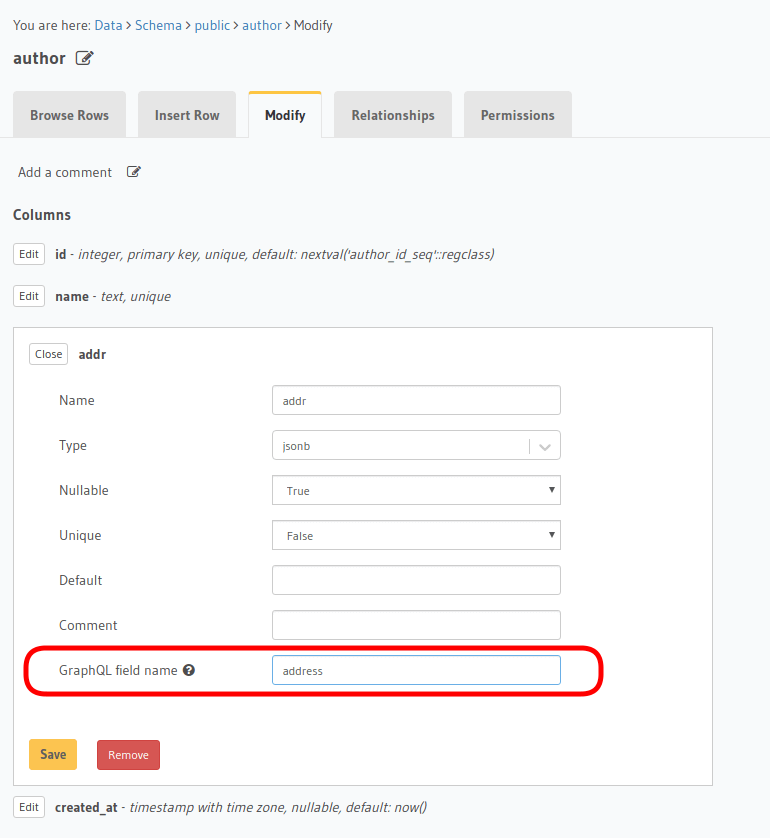 You are here: Data > Schema > public > author > Modify
author
Browse Rows Insert Row Modify Relationships Permissions
Add a comment
Columns
Edit id - integer, primary key, unique, default: nextval('author_id_seq'::regclass)
Edit name - text, unique
Close addr
Name addr
Type jsonb
Nullable True
Unique False
Default
Comment
GraphQL field name ? address
Save Remove
Edit created_at - timestamp with time zone, nullable, default: now()